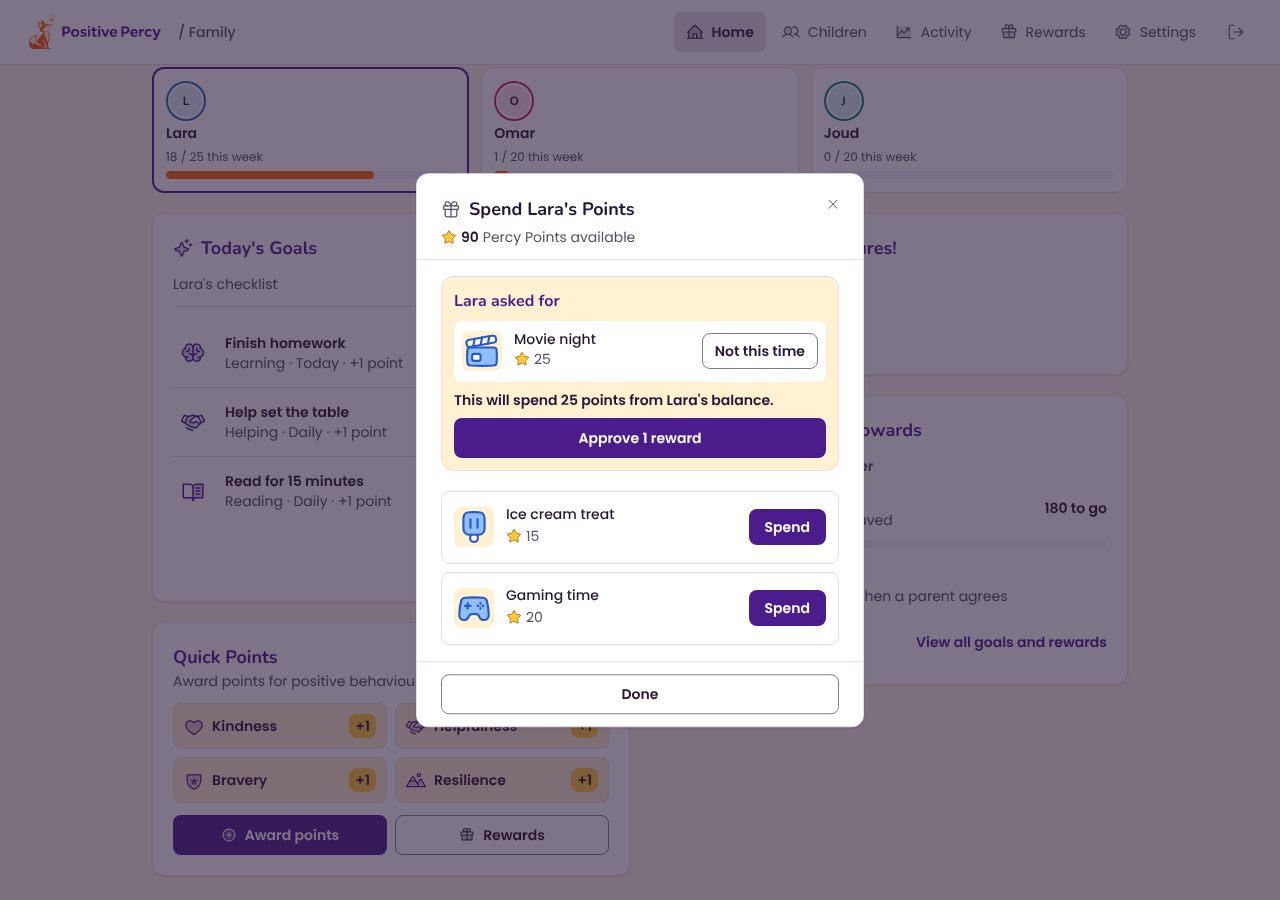 Positive Percy / Family
Home
Children
Activity
Rewards
Settings
L
Lara
18 / 25 this week
O
Omar
1 / 20 this week
J
Joud
0 / 20 this week
Today's Goals
Lara's checklist
Finish homework
Learning · Today · +1 point
Help set the table
Helping · Daily · +1 point
Read for 15 minutes
Reading · Daily · +1 point
Quick Points
Award points for positive behaviou
Kindness +1
Helpfulness +1
Bravery +1
Resilience +1
Award points
Rewards
Spend Lara's Points
90 Percy Points available
Lara asked for
Movie night
25
Not this time
This will spend 25 points from Lara's balance.
Approve 1 reward
Ice cream treat
15
Spend
Gaming time
20
Spend
Done
180 to go
hen a parent agrees
View all goals and rewards